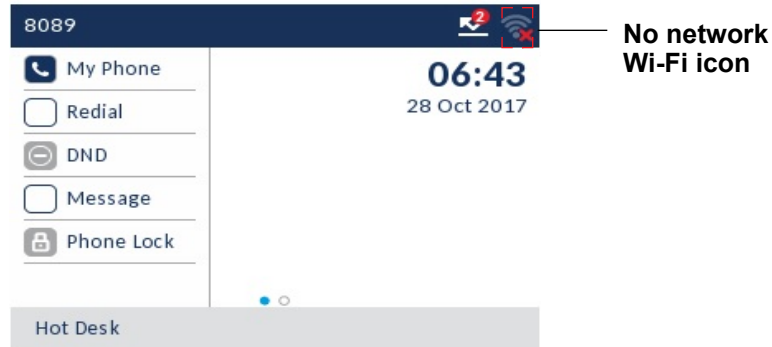 8089
2
No network
Wi-Fi icon
My Phone
06:43
Redial
28 Oct 2017
DND
Message
Phone Lock
Hot Desk